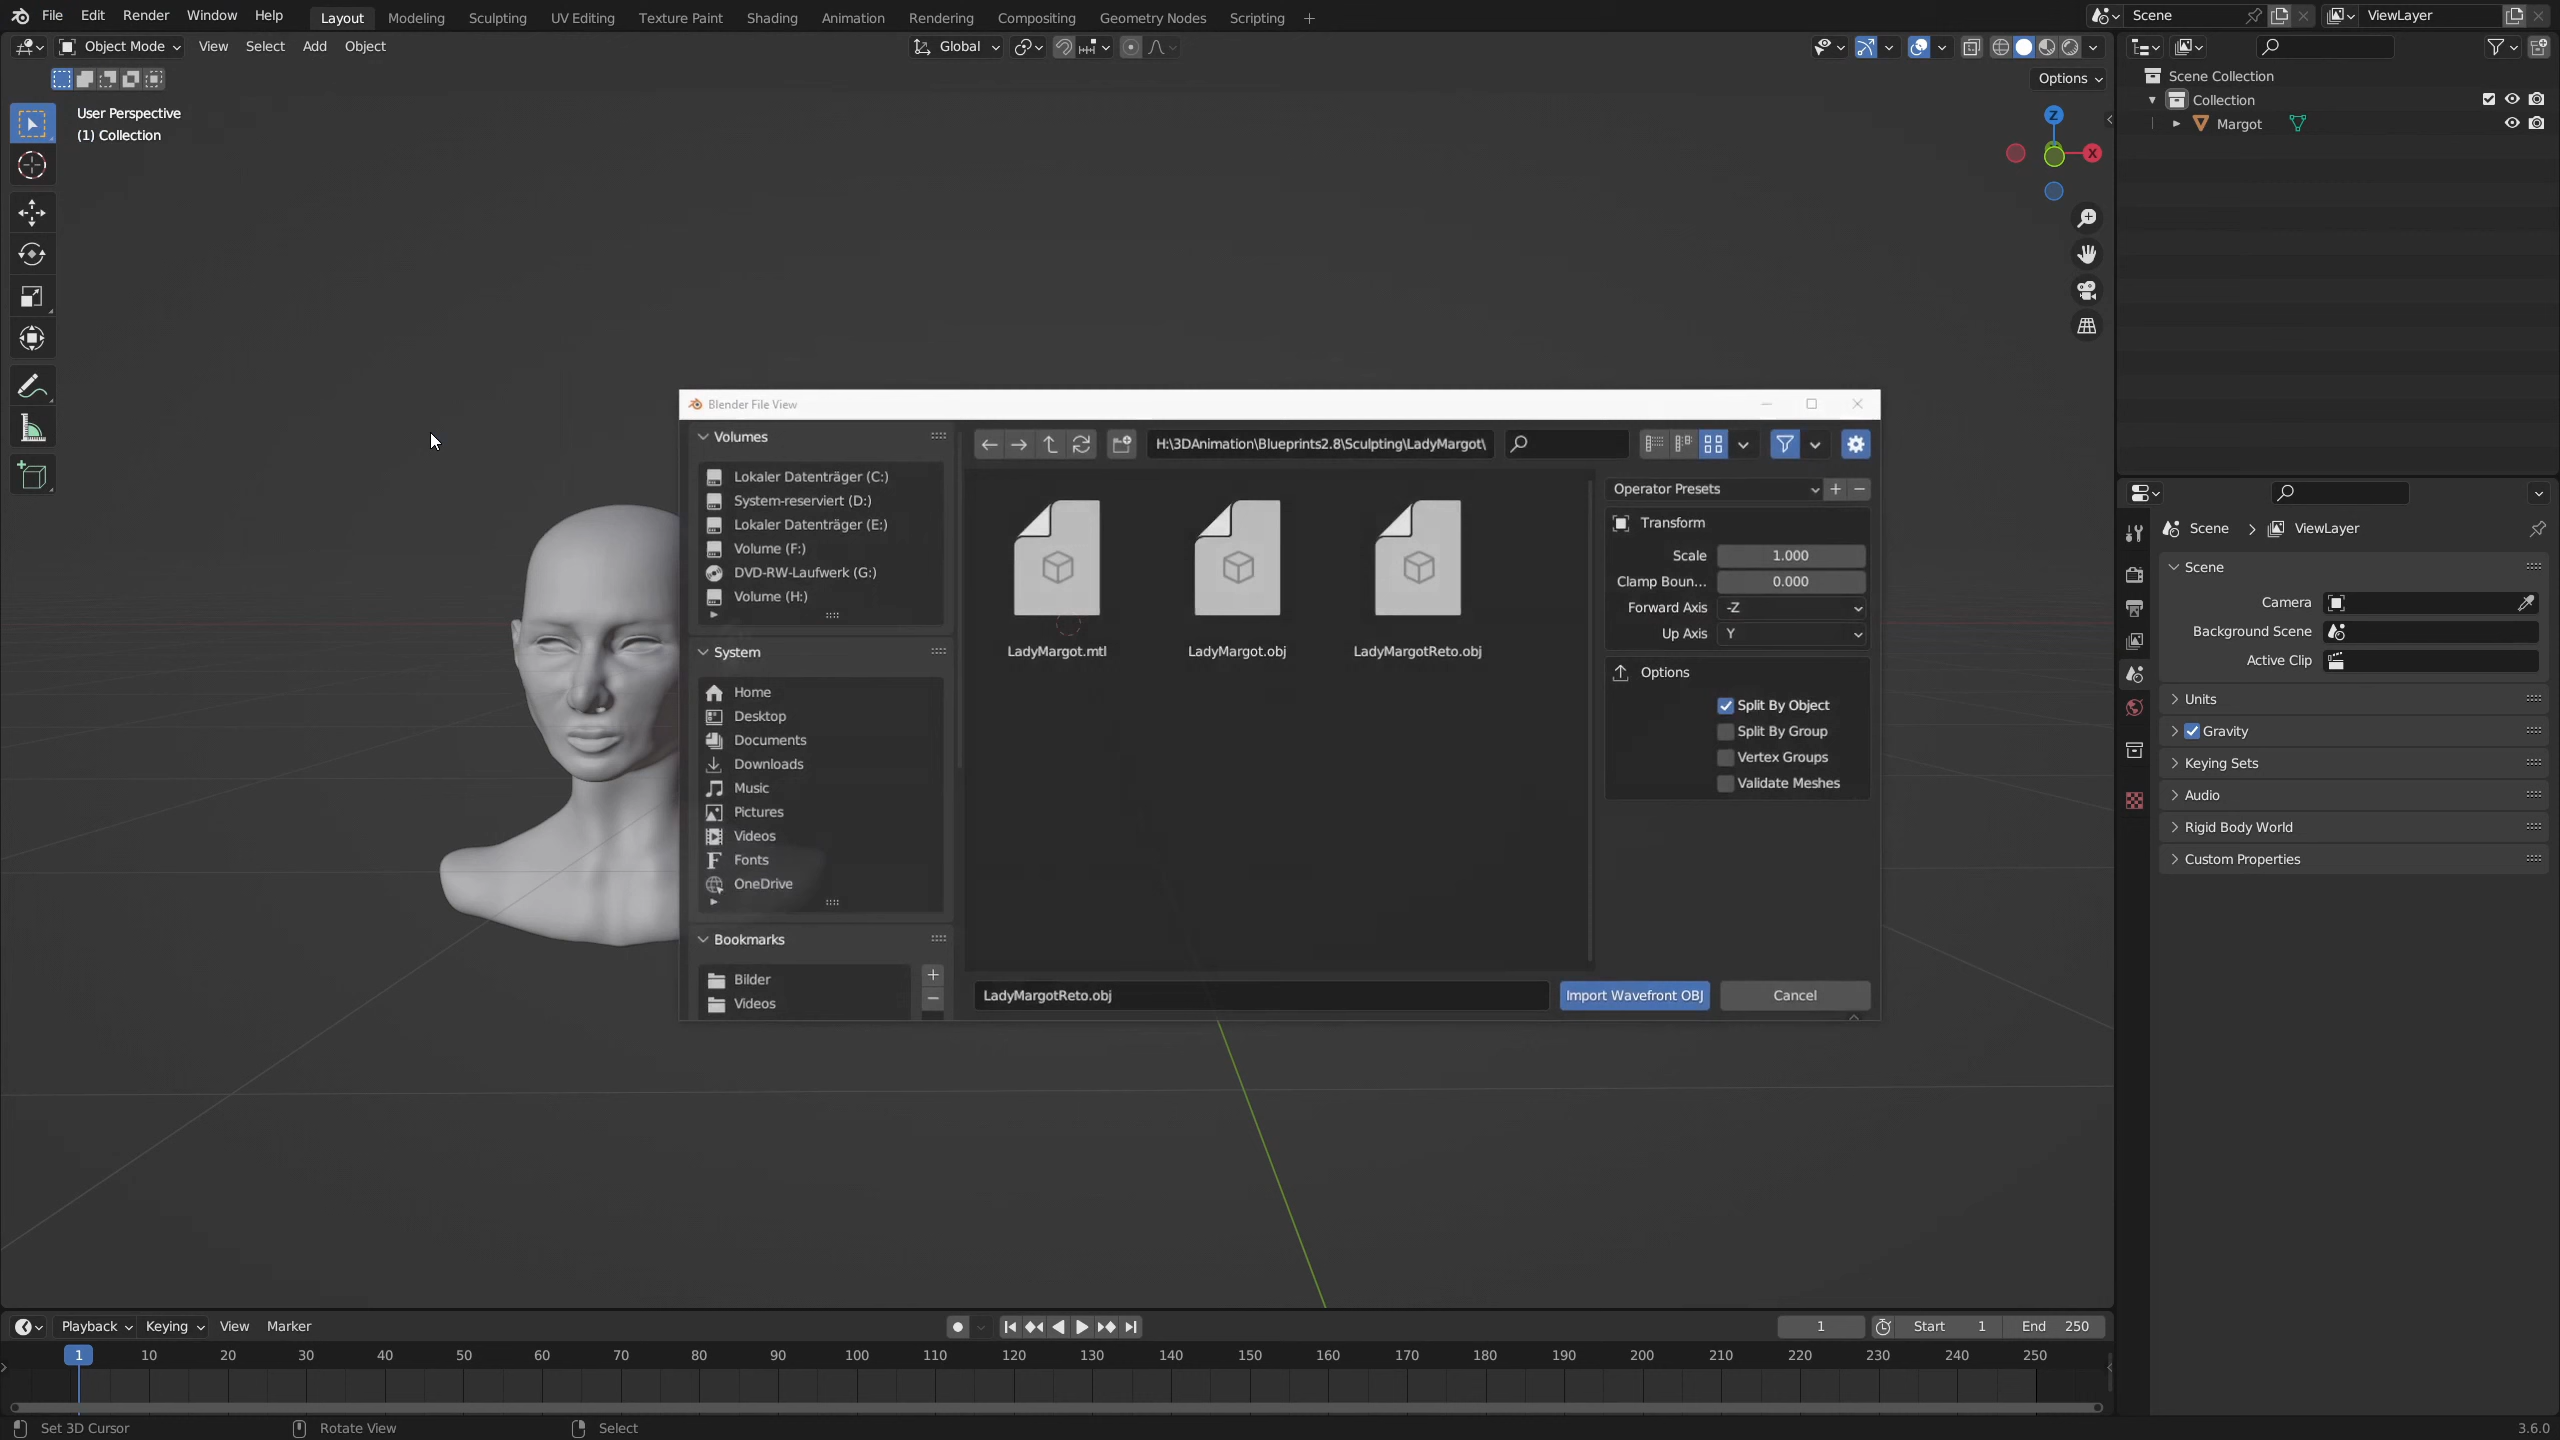 File Edit Render Window Help Layout Modeling Sculpting UV Editing Texture Paint Shading Animation Rendering Compositing Geometry Nodes Scripting + Scene ViewLayer
Object Mode View Select Add Object Global
Options
User Perspective
(1) Collection
Z
X
Scene Collection
Collection
Margot
Scene ViewLayer
Scene
Camera
Background Scene
Active Clip
Units
Gravity
Keying Sets
Audio
Rigid Body World
Custom Properties
Blender File View
Volumes
Lokaler Datenträger (C:)
System-reserviert (D:)
Lokaler Datenträger (E:)
Volume (F:)
DVD-RW-Laufwerk (G:)
Volume (H:)
System
Home
Desktop
Documents
Downloads
Music
Pictures
Videos
Fonts
OneDrive
Bookmarks
Bilder
Videos
H:\3DAnimation\Blueprints2.8\Sculpting\LadyMargot\
LadyMargot.mtl LadyMargot.obj LadyMargotReto.obj
Operator Presets
Transform
Scale 1.000
Clamp Boun... 0.000
Forward Axis -Z
Up Axis Y
Options
Split By Object
Split By Group
Vertex Groups
Validate Meshes
LadyMargotReto.obj Import Wavefront OBJ Cancel
Playback Keying View Marker 1 Start 1 End 250
1 10 20 30 40 50 60 70 80 90 100 110 120 130 140 150 160 170 180 190 200 210 220 230 240 250
Set 3D Cursor Rotate View Select 3.6.0